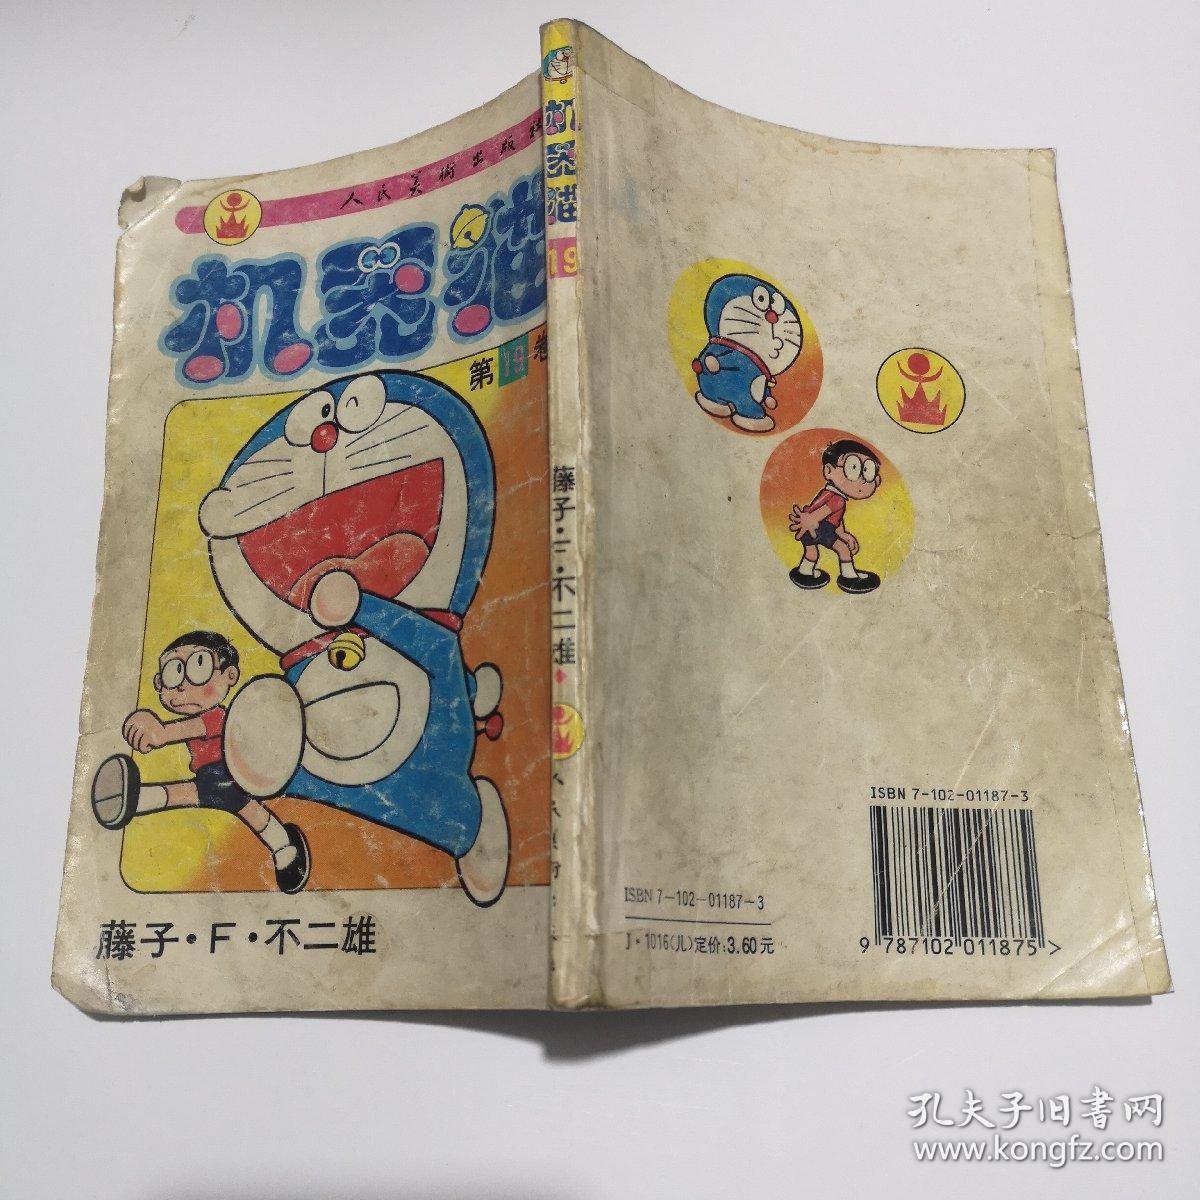 人民美術出版社
机器猫
第19卷
藤子·F·不二雄
机器猫
19
藤子·F·不二雄
ISBN 7-102-01187-3
J·1016(儿)定价:3.60元
ISBN 7-102-01187-3
9 787102 011875 >
孔夫子旧书网
www.kongfz.com